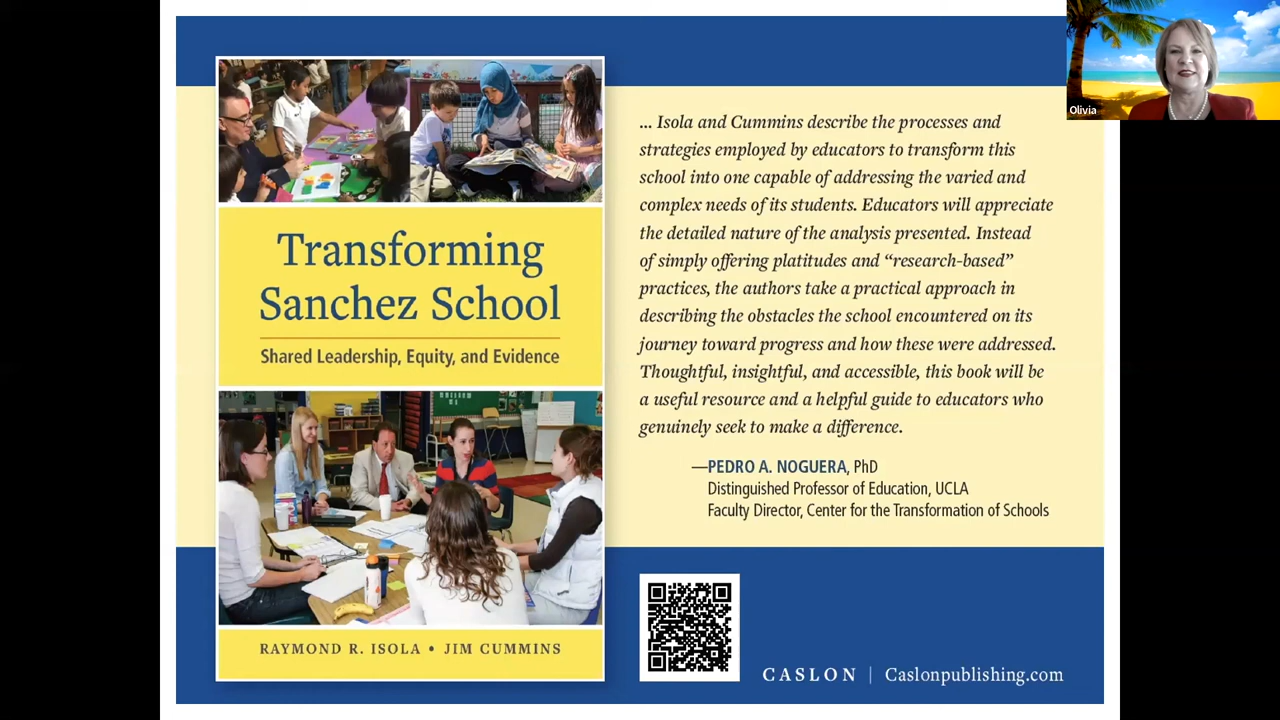 Olivia
Transforming
Sanchez School
Shared Leadership, Equity, and Evidence
RAYMOND R. ISOLA • JIM CUMMINS
... Isola and Cummins describe the processes and
strategies employed by educators to transform this
school into one capable of addressing the varied and
complex needs of its students. Educators will appreciate
the detailed nature of the analysis presented. Instead
of simply offering platitudes and “research-based”
practices, the authors take a practical approach in
describing the obstacles the school encountered on its
journey toward progress and how these were addressed.
Thoughtful, insightful, and accessible, this book will be
a useful resource and a helpful guide to educators who
genuinely seek to make a difference.
—PEDRO A. NOGUERA, PhD
Distinguished Professor of Education, UCLA
Faculty Director, Center for the Transformation of Schools
CASLON | Caslonpublishing.com